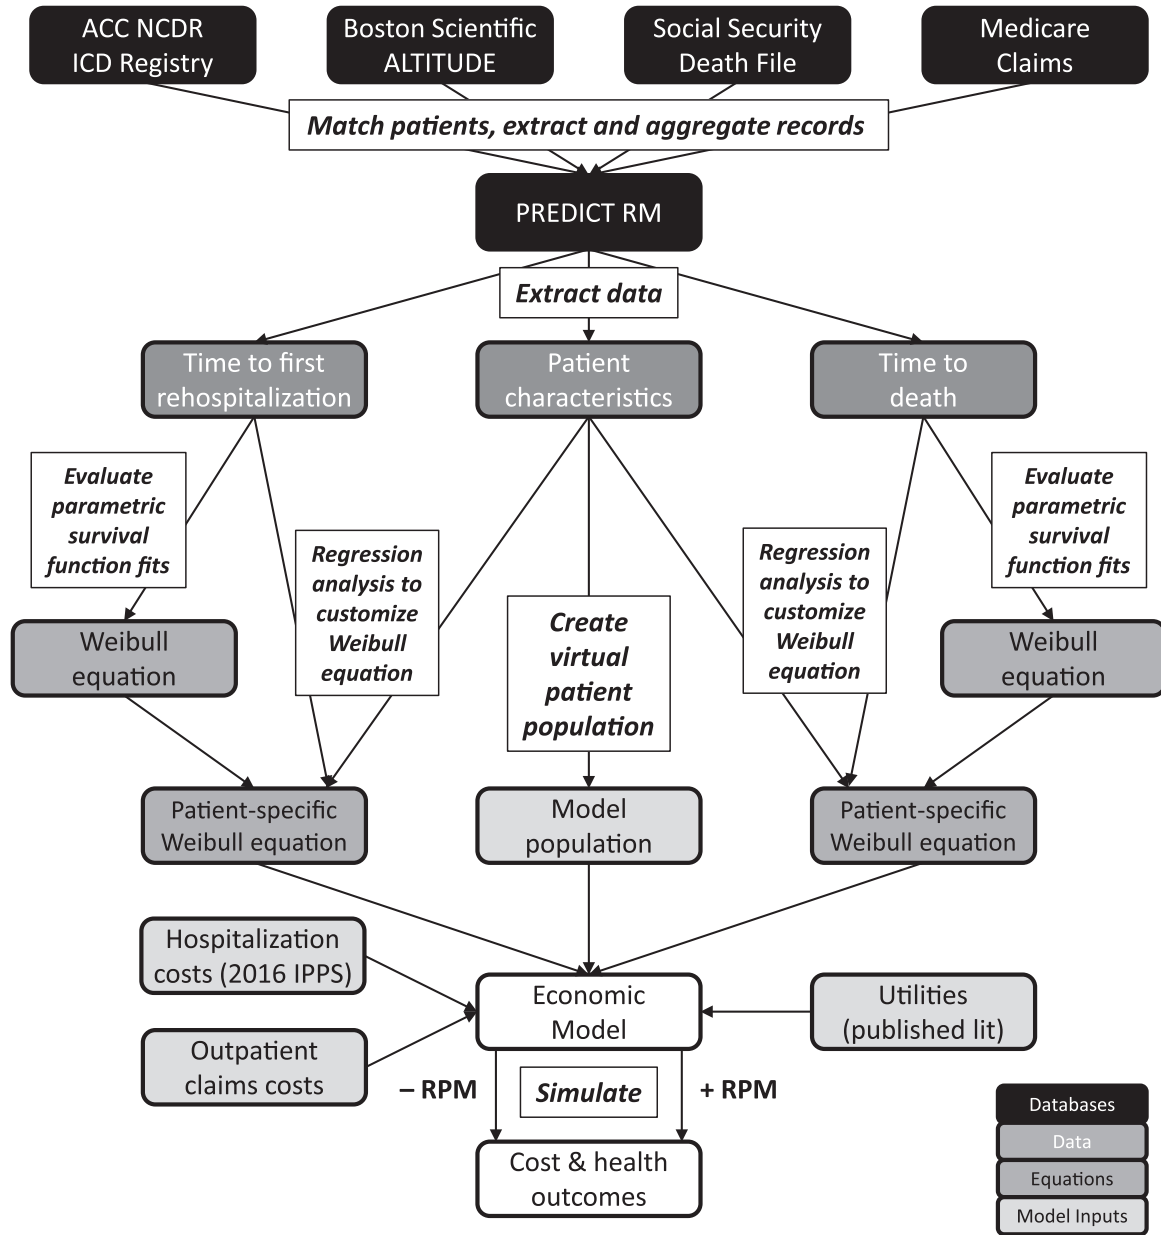 ACC NCDR
ICD Registry
Boston Scientific
ALTITUDE
Social Security
Death File
Medicare
Claims
Match patients, extract and aggregate records
PREDICT RM
Extract data
Time to first
rehospitalization
Patient
characteristics
Time to
death
Evaluate
parametric
survival
function fits
Regression
analysis to
customize
Weibull
equation
Create
virtual
patient
population
Regression
analysis to
customize
Weibull
equation
Evaluate
parametric
survival
function fits
Weibull
equation
Weibull
equation
Patient-specific
Weibull equation
Model
population
Patient-specific
Weibull equation
Hospitalization
costs (2016 IPPS)
Outpatient
claims costs
Economic
Model
Utilities
(published lit)
– RPM
Simulate
+ RPM
Cost & health
outcomes
Databases
Data
Equations
Model Inputs